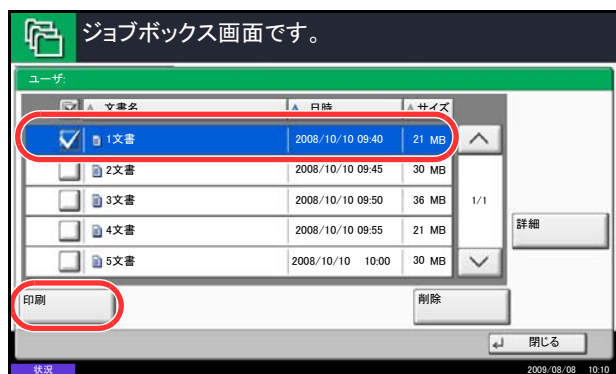 ジョブボックス画面です。
ユーザ:
文書名 日時 サイズ
1文書 2008/10/10 09:40 21 MB
2文書 2008/10/10 09:45 30 MB
3文書 2008/10/10 09:50 36 MB 1/1
4文書 2008/10/10 09:55 21 MB
詳細
5文書 2008/10/10 10:00 30 MB
印刷 削除
閉じる
状況 2009/08/08 10:10